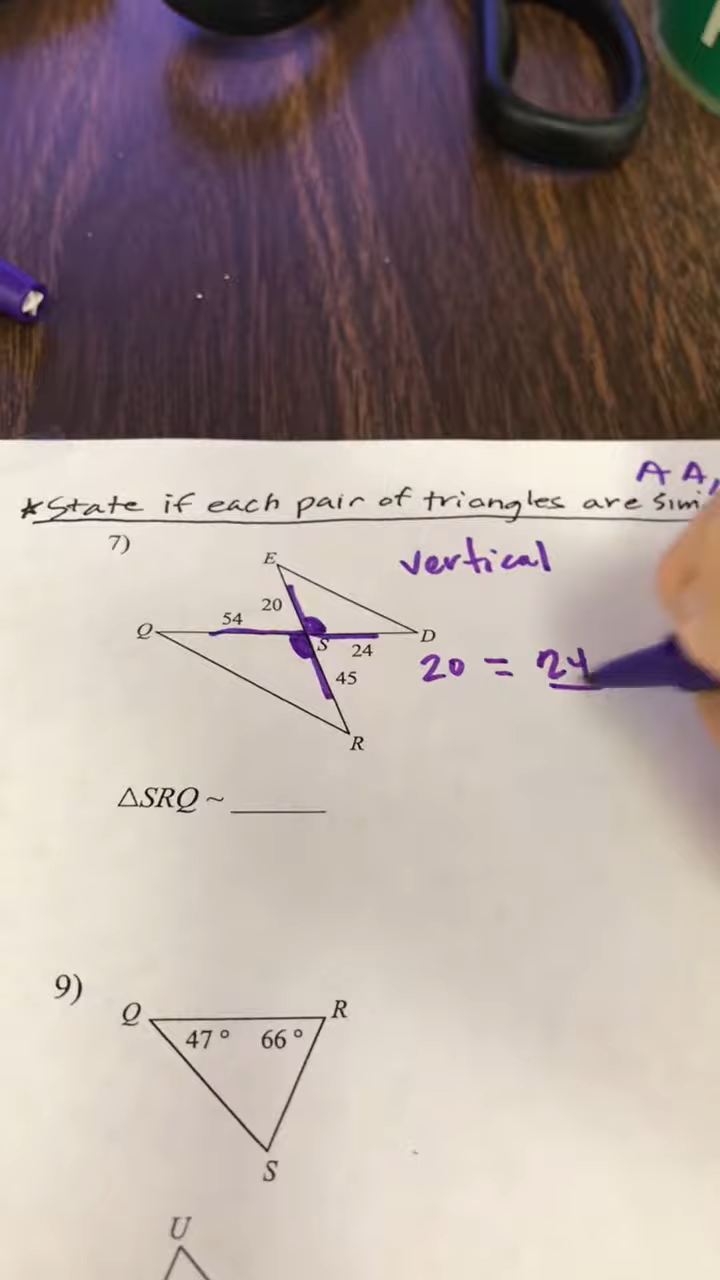 A A,
*State if each pair of triangles are sim
7)
vertical
E
20
54
Q
S
D
24
45
R
20 = 24
△SRQ ~ ______
9)
Q
R
47° 66°
S
U